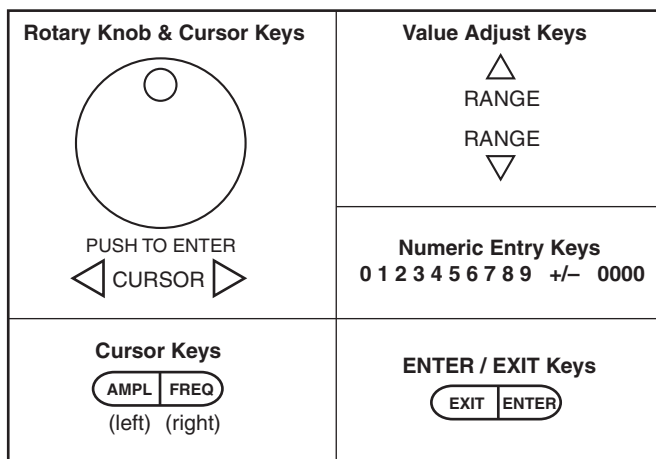 Rotary Knob & Cursor Keys
PUSH TO ENTER
CURSOR
Value Adjust Keys
RANGE
RANGE
Numeric Entry Keys
0 1 2 3 4 5 6 7 8 9 +/– 0000
Cursor Keys
AMPL FREQ
(left) (right)
ENTER / EXIT Keys
EXIT ENTER